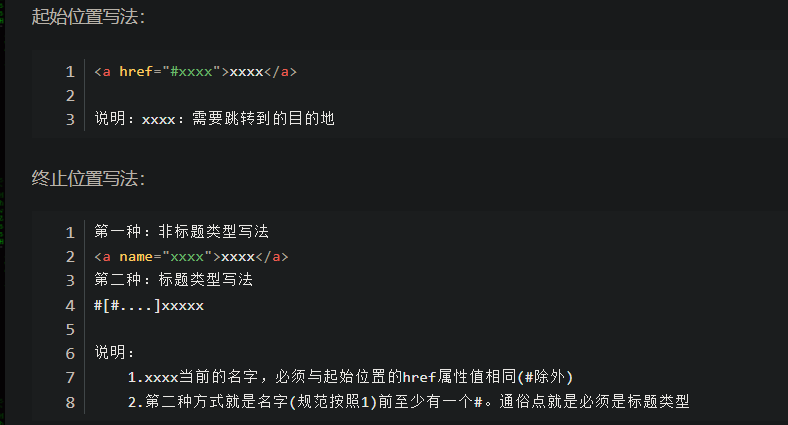 起始位置写法：
1 <a href="#xxxx">xxxx</a>
2
3 说明：xxxx：需要跳转到的目的地
终止位置写法：
1 第一种：非标题类型写法
2 <a name="xxxx">xxxx</a>
3 第二种：标题类型写法
4 #[#....]xxxxx
5
6 说明：
7 1.xxxx当前的名字，必须与起始位置的href属性值相同(#除外)
8 2.第二种方式就是名字(规范按照1)前至少有一个#。通俗点就是必须是标题类型